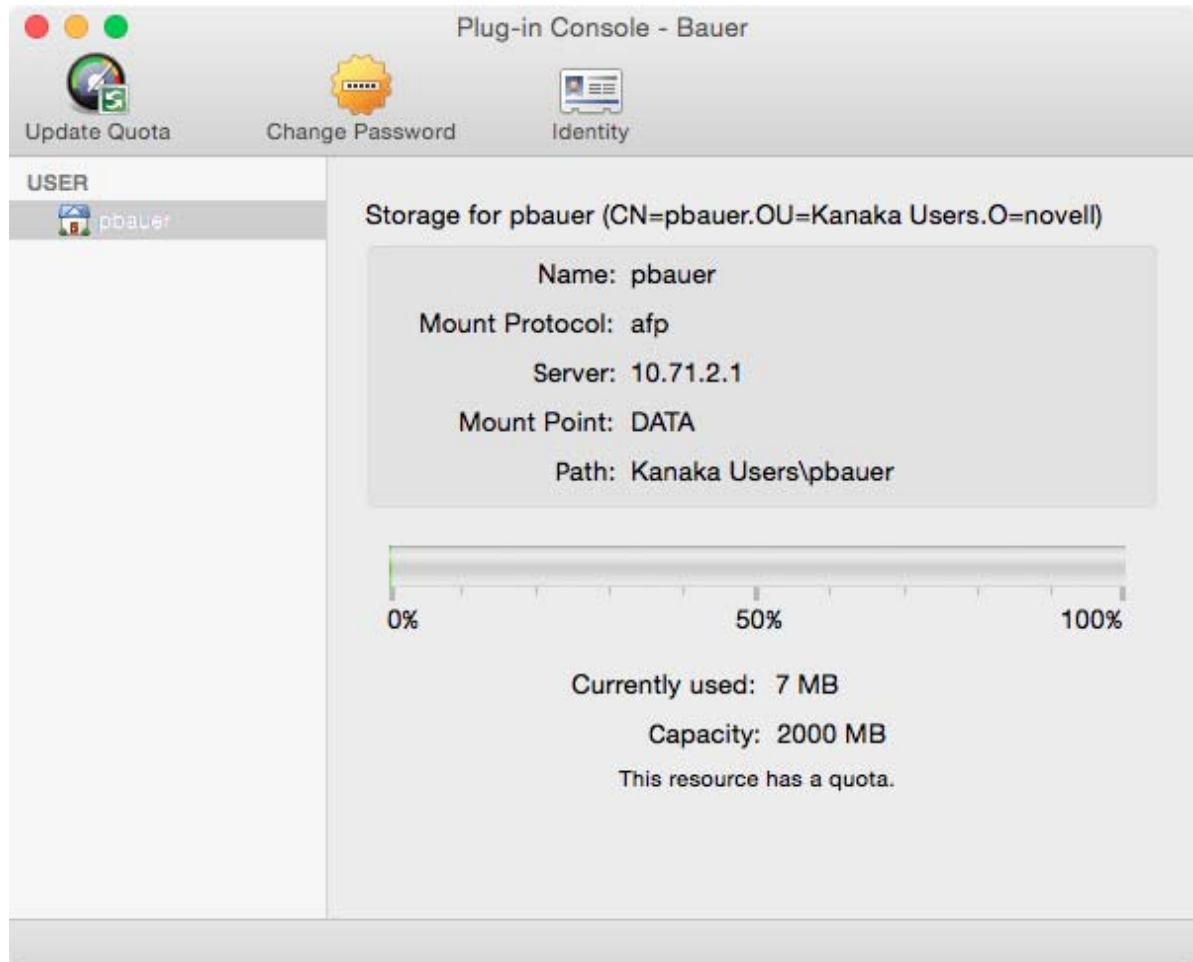 Plug-in Console - Bauer
Update Quota
Change Password
Identity
USER
pbauer
Storage for pbauer (CN=pbauer.OU=Kanaka Users.O=novell)
Name: pbauer
Mount Protocol: afp
Server: 10.71.2.1
Mount Point: DATA
Path: Kanaka Users\pbauer
0% 50% 100%
Currently used: 7 MB
Capacity: 2000 MB
This resource has a quota.